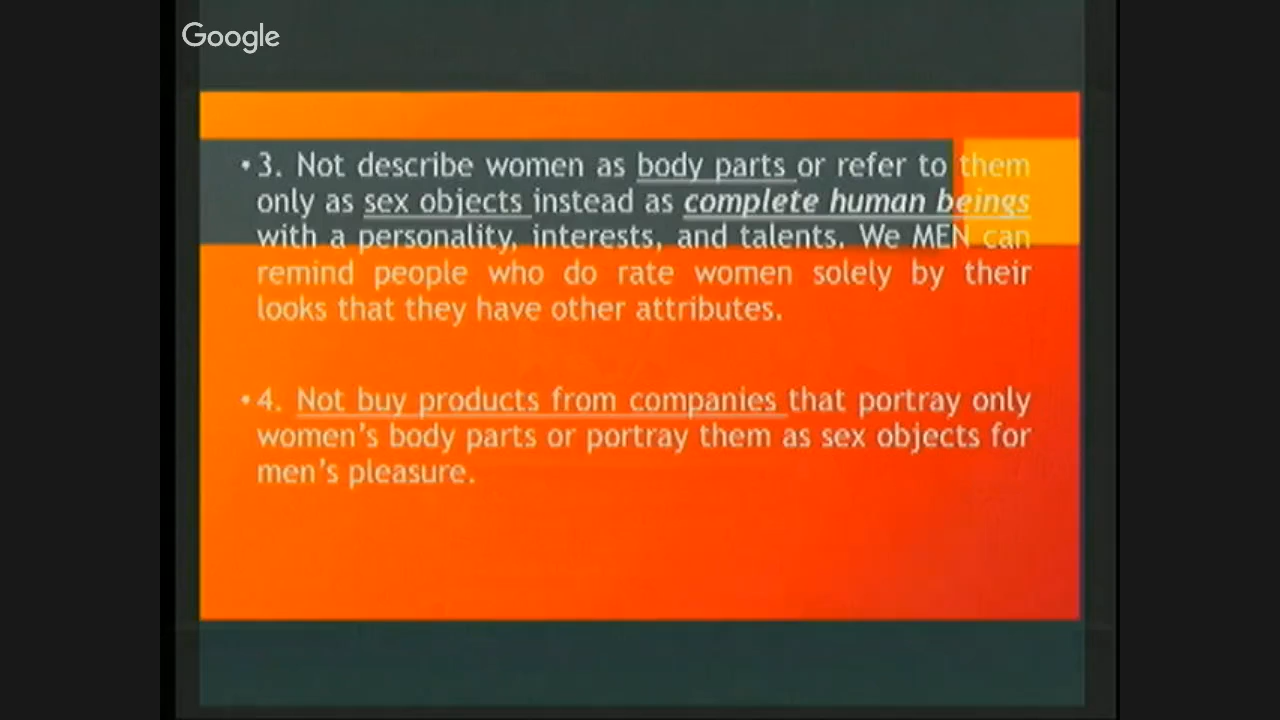 Google
• 3. Not describe women as body parts or refer to them
only as sex objects instead as complete human beings
with a personality, interests, and talents. We MEN can
remind people who do rate women solely by their
looks that they have other attributes.
• 4. Not buy products from companies that portray only
women's body parts or portray them as sex objects for
men's pleasure.